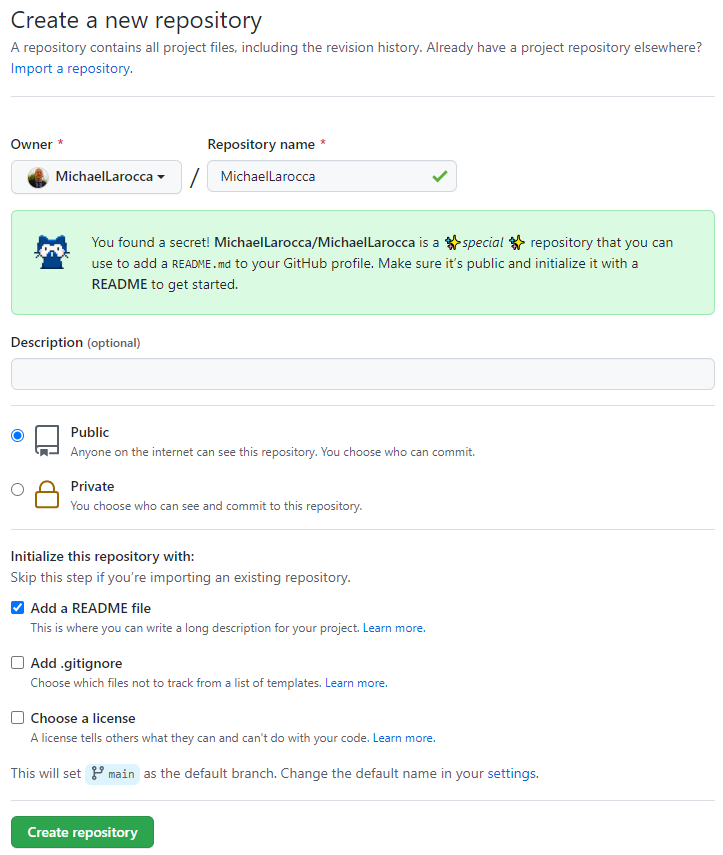 Create a new repository
A repository contains all project files, including the revision history. Already have a project repository elsewhere?
Import a repository.
Owner *
Repository name *
MichaelLarocca
/
MichaelLarocca
You found a secret! MichaelLarocca/MichaelLarocca is a ✨special ✨ repository that you can
use to add a README.md to your GitHub profile. Make sure it’s public and initialize it with a
README to get started.
Description (optional)
Public
Anyone on the internet can see this repository. You choose who can commit.
Private
You choose who can see and commit to this repository.
Initialize this repository with:
Skip this step if you’re importing an existing repository.
Add a README file
This is where you can write a long description for your project. Learn more.
Add .gitignore
Choose which files not to track from a list of templates. Learn more.
Choose a license
A license tells others what they can and can't do with your code. Learn more.
This will set main as the default branch. Change the default name in your settings.
Create repository